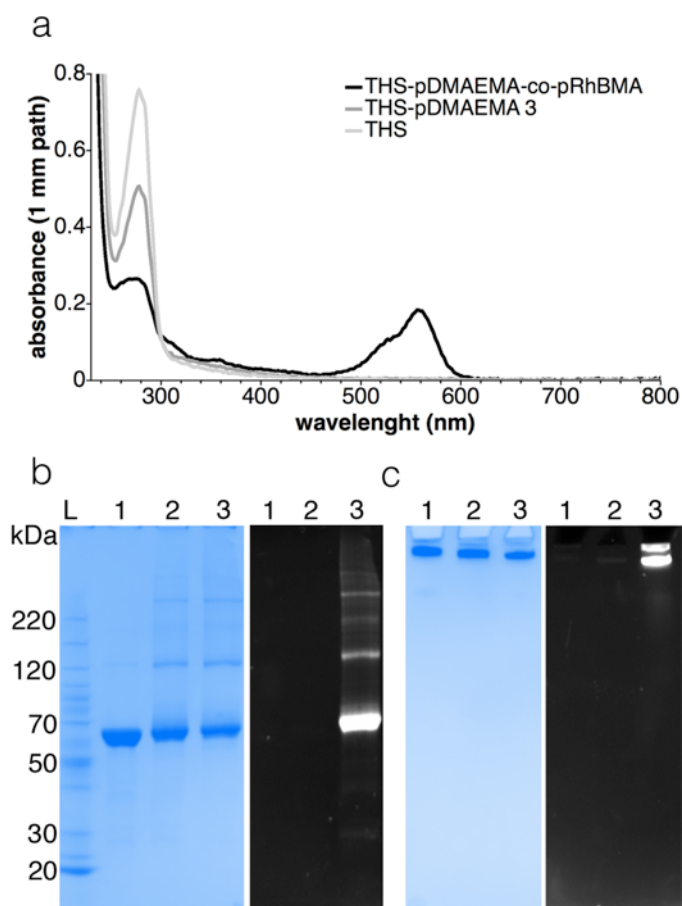 a
0.8
0.6
0.4
0.2
0
absorbance (1 mm path)
THS-pDMAEMA-co-pRhBMA
THS-pDMAEMA 3
THS
300 400 500 600 700 800
wavelenght (nm)
b
c
L 1 2 3 1 2 3 1 2 3 1 2 3
kDa
220
120
70
50
30
20